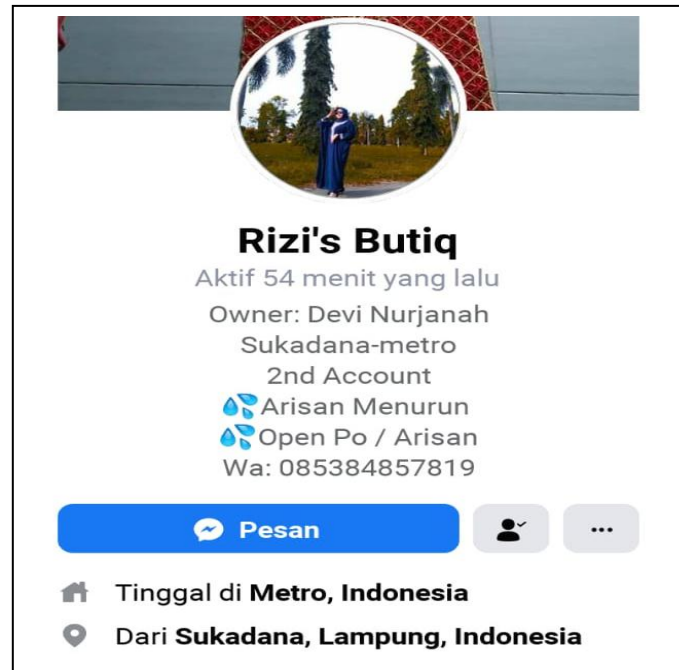 Rizi's Butiq
Aktif 54 menit yang lalu
Owner: Devi Nurjanah
Sukadana-metro
2nd Account
💦Arisan Menurun
💦Open Po / Arisan
Wa: 085384857819
Pesan
Tinggal di Metro, Indonesia
Dari Sukadana, Lampung, Indonesia